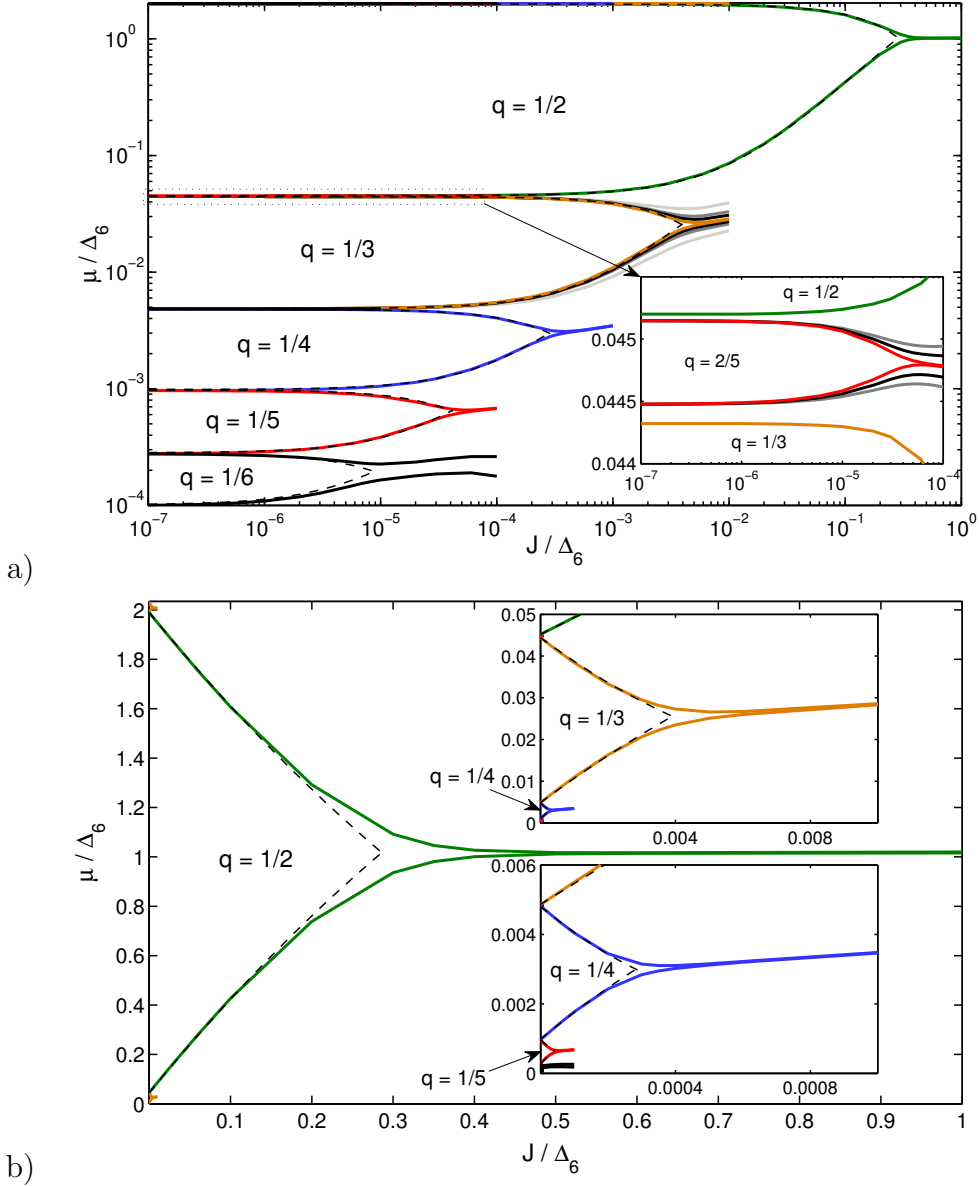 10^0
10^-1
10^-2
10^-3
10^-4
μ / Δ_6
q = 1/2
q = 1/3
q = 1/4
q = 1/5
q = 1/6
q = 1/2
0.045
q = 2/5
0.0445
q = 1/3
0.044
10^-7 10^-6 10^-5 10^-4
10^-7 10^-6 10^-5 10^-4 10^-3 10^-2 10^-1 10^0
J / Δ_6
a)
2
1.8
1.6
1.4
1.2
1
0.8
0.6
0.4
0.2
0
μ / Δ_6
q = 1/2
0.05
0.04
0.03
0.02
0.01
0
q = 1/3
q = 1/4
0.004 0.008
0.006
0.004
0.002
0
q = 1/4
q = 1/5
0.0004 0.0008
0.1 0.2 0.3 0.4 0.5 0.6 0.7 0.8 0.9 1
J / Δ_6
b)